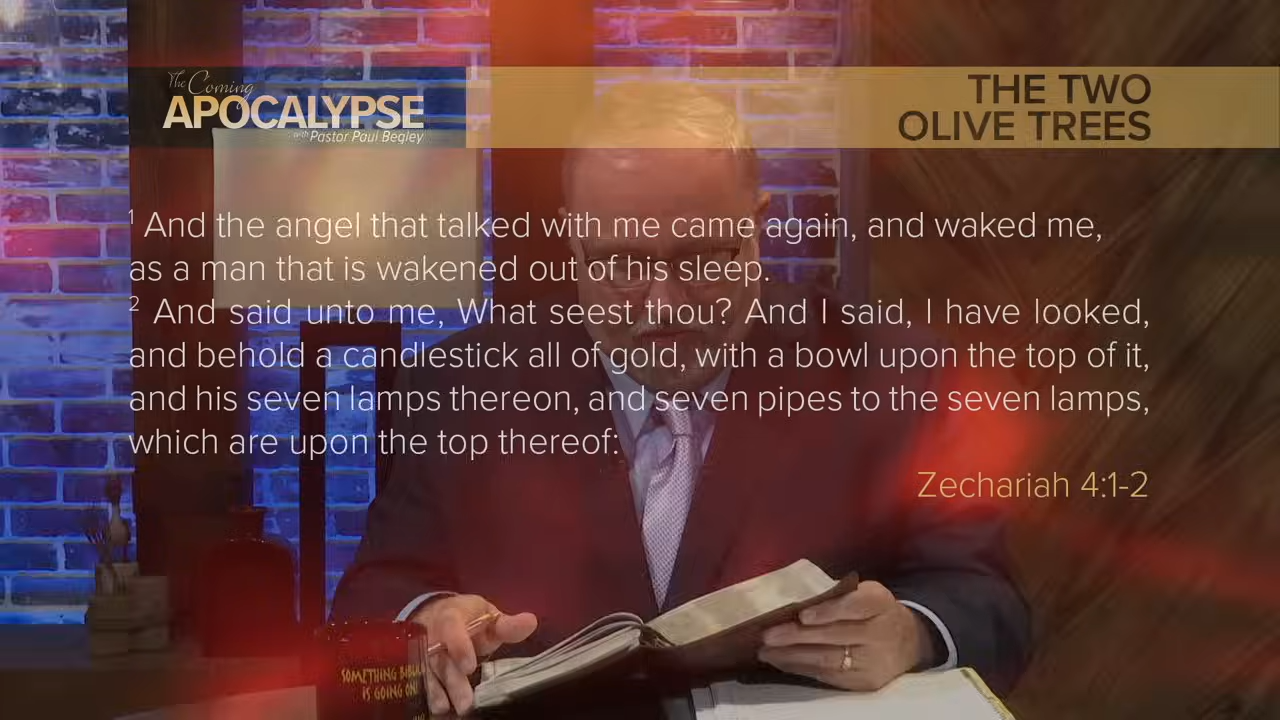 The Coming
APOCALYPSE
with Pastor Paul Begley
THE TWO
OLIVE TREES
1 And the angel that talked with me came again, and waked me,
as a man that is wakened out of his sleep.
2 And said unto me, What seest thou? And I said, I have looked,
and behold a candlestick all of gold, with a bowl upon the top of it,
and his seven lamps thereon, and seven pipes to the seven lamps,
which are upon the top thereof:
Zechariah 4:1-2
SOMETHING BIBLICAL
IS GOING ON!